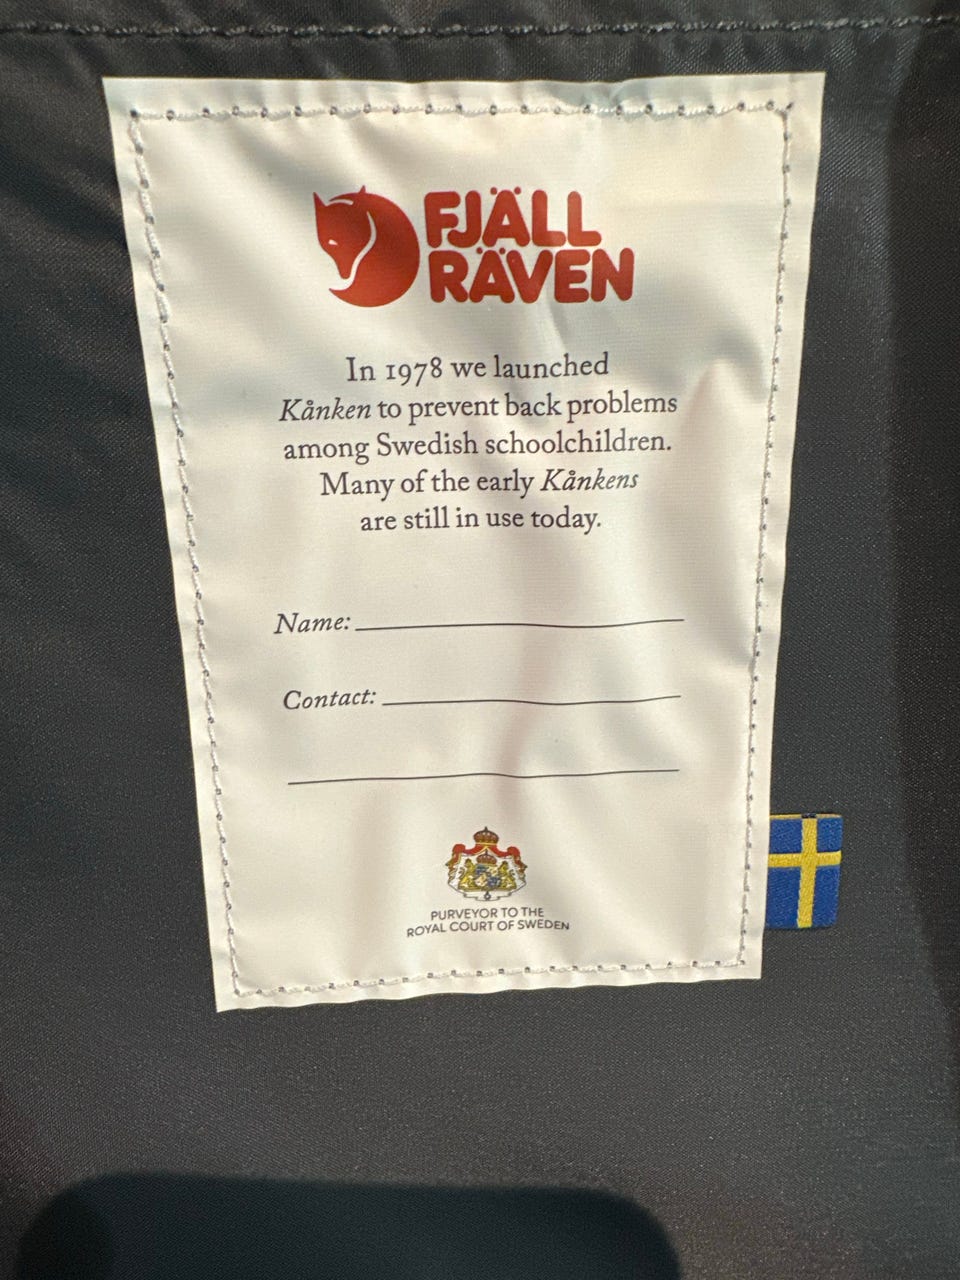 FJÄLL
RÄVEN
In 1978 we launched
Kånken to prevent back problems
among Swedish schoolchildren.
Many of the early Kånkens
are still in use today.
Name:
Contact:
PURVEYOR TO THE
ROYAL COURT OF SWEDEN